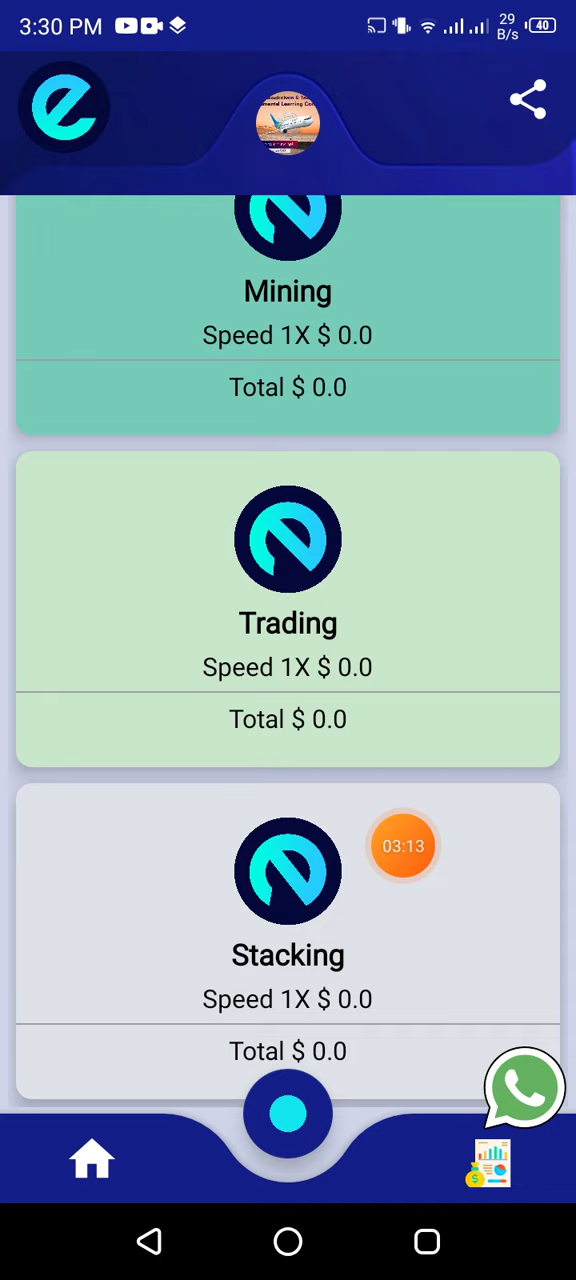 3:30 PM
29
B/s
40
Mining
Speed 1X $ 0.0
Total $ 0.0
Trading
Speed 1X $ 0.0
Total $ 0.0
03:13
Stacking
Speed 1X $ 0.0
Total $ 0.0